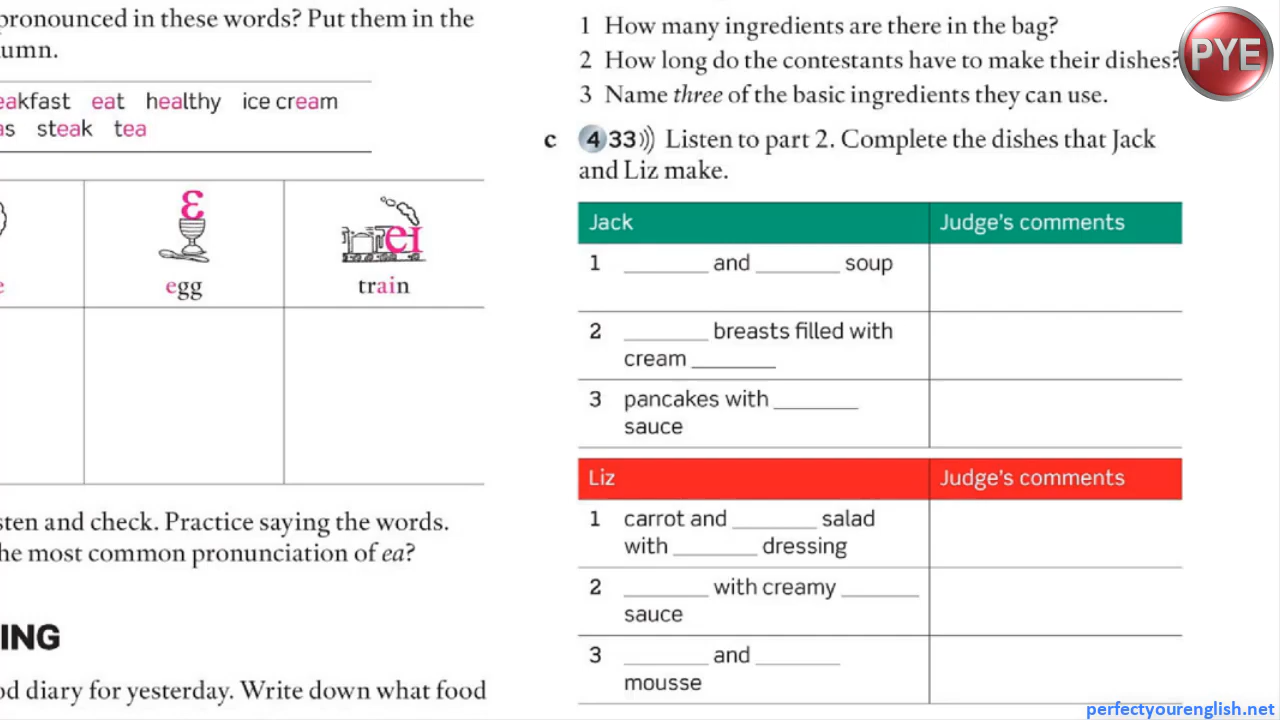 pronounced in these words? Put them in the
umn.
eakfast eat healthy ice cream
as steak tea
ɛ
eɪ
e
egg
train
sten and check. Practice saying the words.
he most common pronunciation of ea?
ING
od diary for yesterday. Write down what food
1 How many ingredients are there in the bag?
2 How long do the contestants have to make their dishes?
3 Name three of the basic ingredients they can use.
c 4 33))) Listen to part 2. Complete the dishes that Jack
and Liz make.
Jack Judge's comments
1 ________ and ________ soup
2 ________ breasts filled with
cream ________
3 pancakes with ________
sauce
Liz Judge's comments
1 carrot and ________ salad
with ________ dressing
2 ________ with creamy ________
sauce
3 ________ and ________
mousse
PYE
perfectyourenglish.net